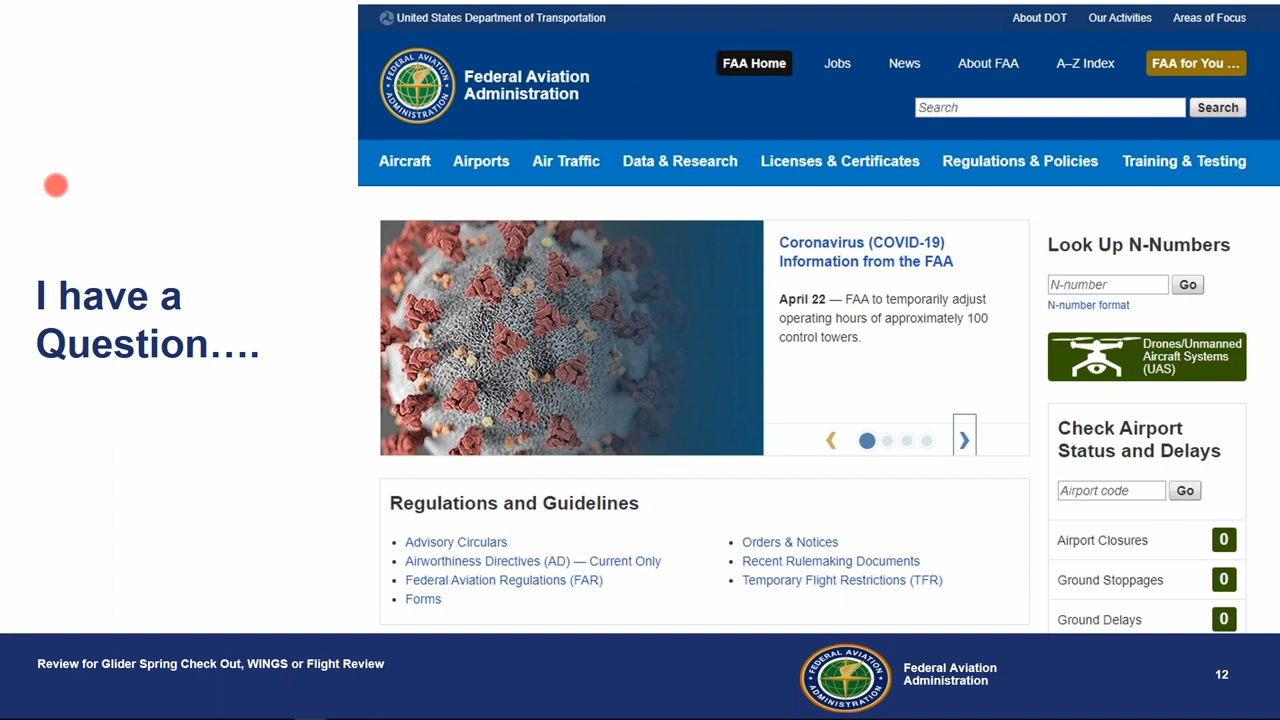 United States Department of Transportation
About DOT Our Activities Areas of Focus
FEDERAL AVIATION ADMINISTRATION
Federal Aviation
Administration
FAA Home Jobs News About FAA A–Z Index FAA for You ...
Search Search
Aircraft Airports Air Traffic Data & Research Licenses & Certificates Regulations & Policies Training & Testing
I have a
Question….
Coronavirus (COVID-19)
Information from the FAA
April 22 — FAA to temporarily adjust
operating hours of approximately 100
control towers.
Look Up N-Numbers
N-number Go
N-number format
Drones/Unmanned
Aircraft Systems
(UAS)
Check Airport
Status and Delays
Airport code Go
Airport Closures 0
Ground Stoppages 0
Ground Delays 0
Regulations and Guidelines
Advisory Circulars
Airworthiness Directives (AD) — Current Only
Federal Aviation Regulations (FAR)
Forms
Orders & Notices
Recent Rulemaking Documents
Temporary Flight Restrictions (TFR)
Review for Glider Spring Check Out, WINGS or Flight Review
FEDERAL AVIATION ADMINISTRATION
Federal Aviation
Administration
12